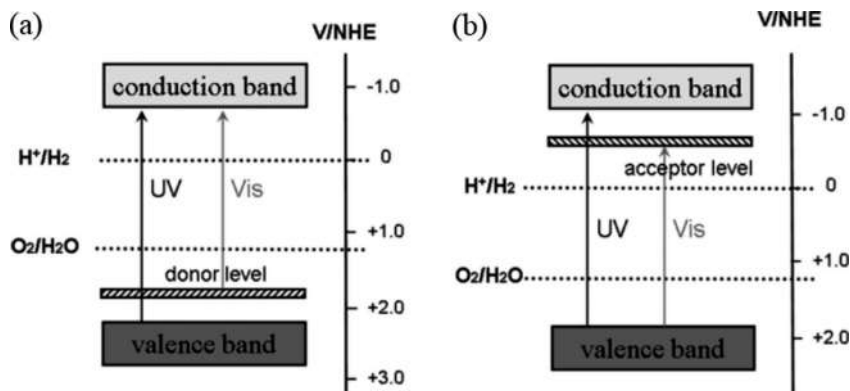 (a)
V/NHE
conduction band
-1.0
H⁺/H₂
0
UV
Vis
+1.0
O₂/H₂O
donor level
+2.0
valence band
+3.0
(b)
V/NHE
conduction band
-1.0
acceptor level
H⁺/H₂
0
UV
Vis
+1.0
O₂/H₂O
+2.0
valence band